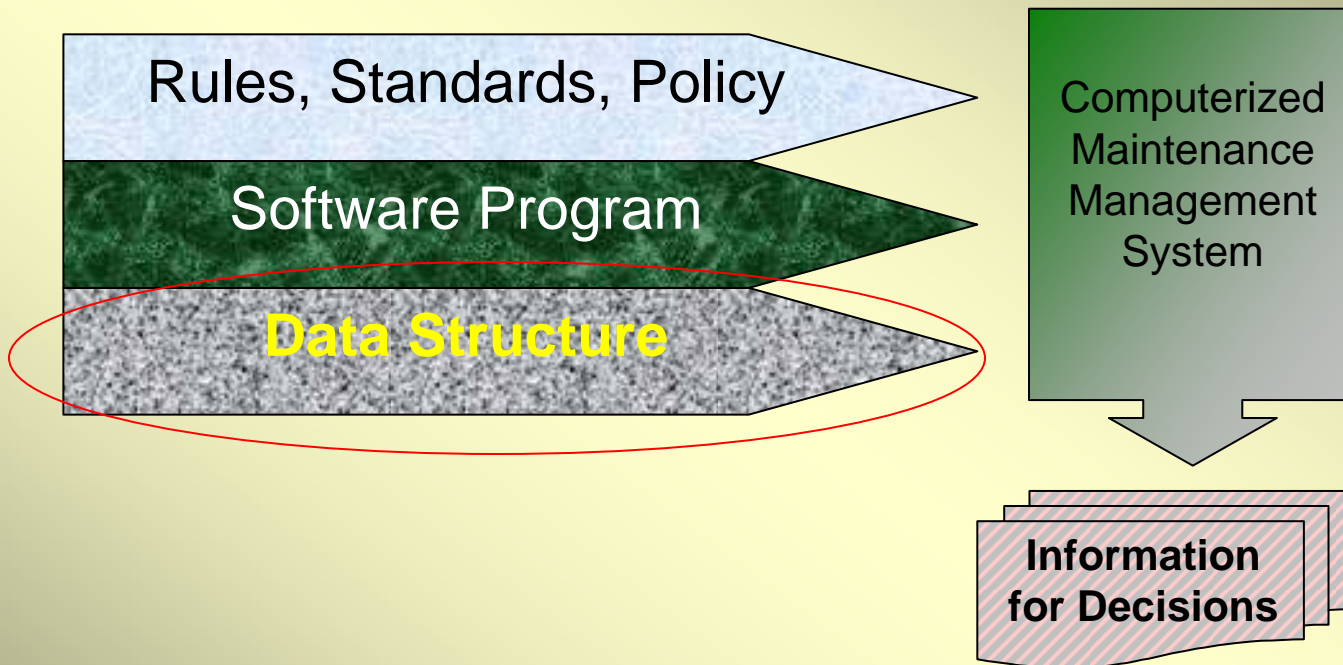 Rules, Standards, Policy
Software Program
Data Structure
Computerized
Maintenance
Management
System
Information
for Decisions